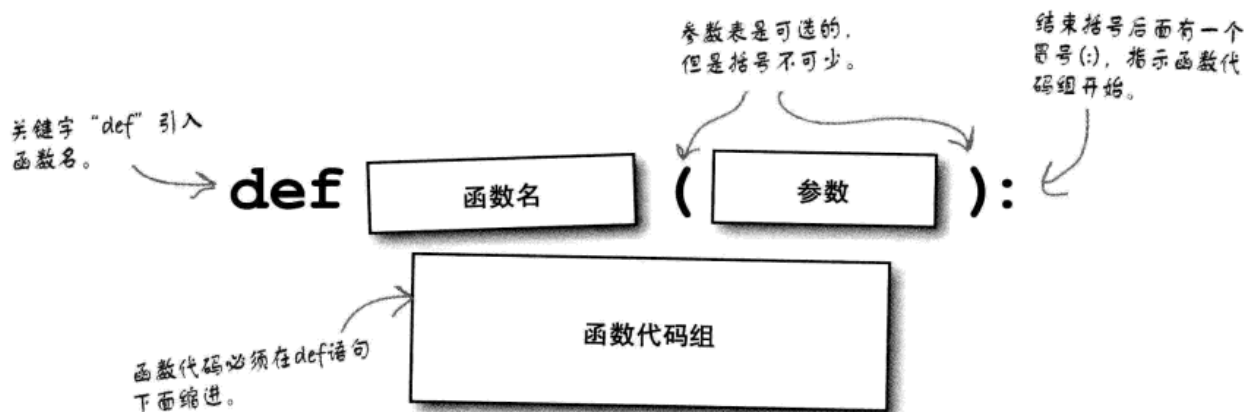 参数表是可选的，
但是括号不可少。
结束括号后面有一个
冒号(:)，指示函数代
码组开始。
关键字“def”引入
函数名。
def 函数名 ( 参数 ):
函数代码组
函数代码必须在def语句
下面缩进。